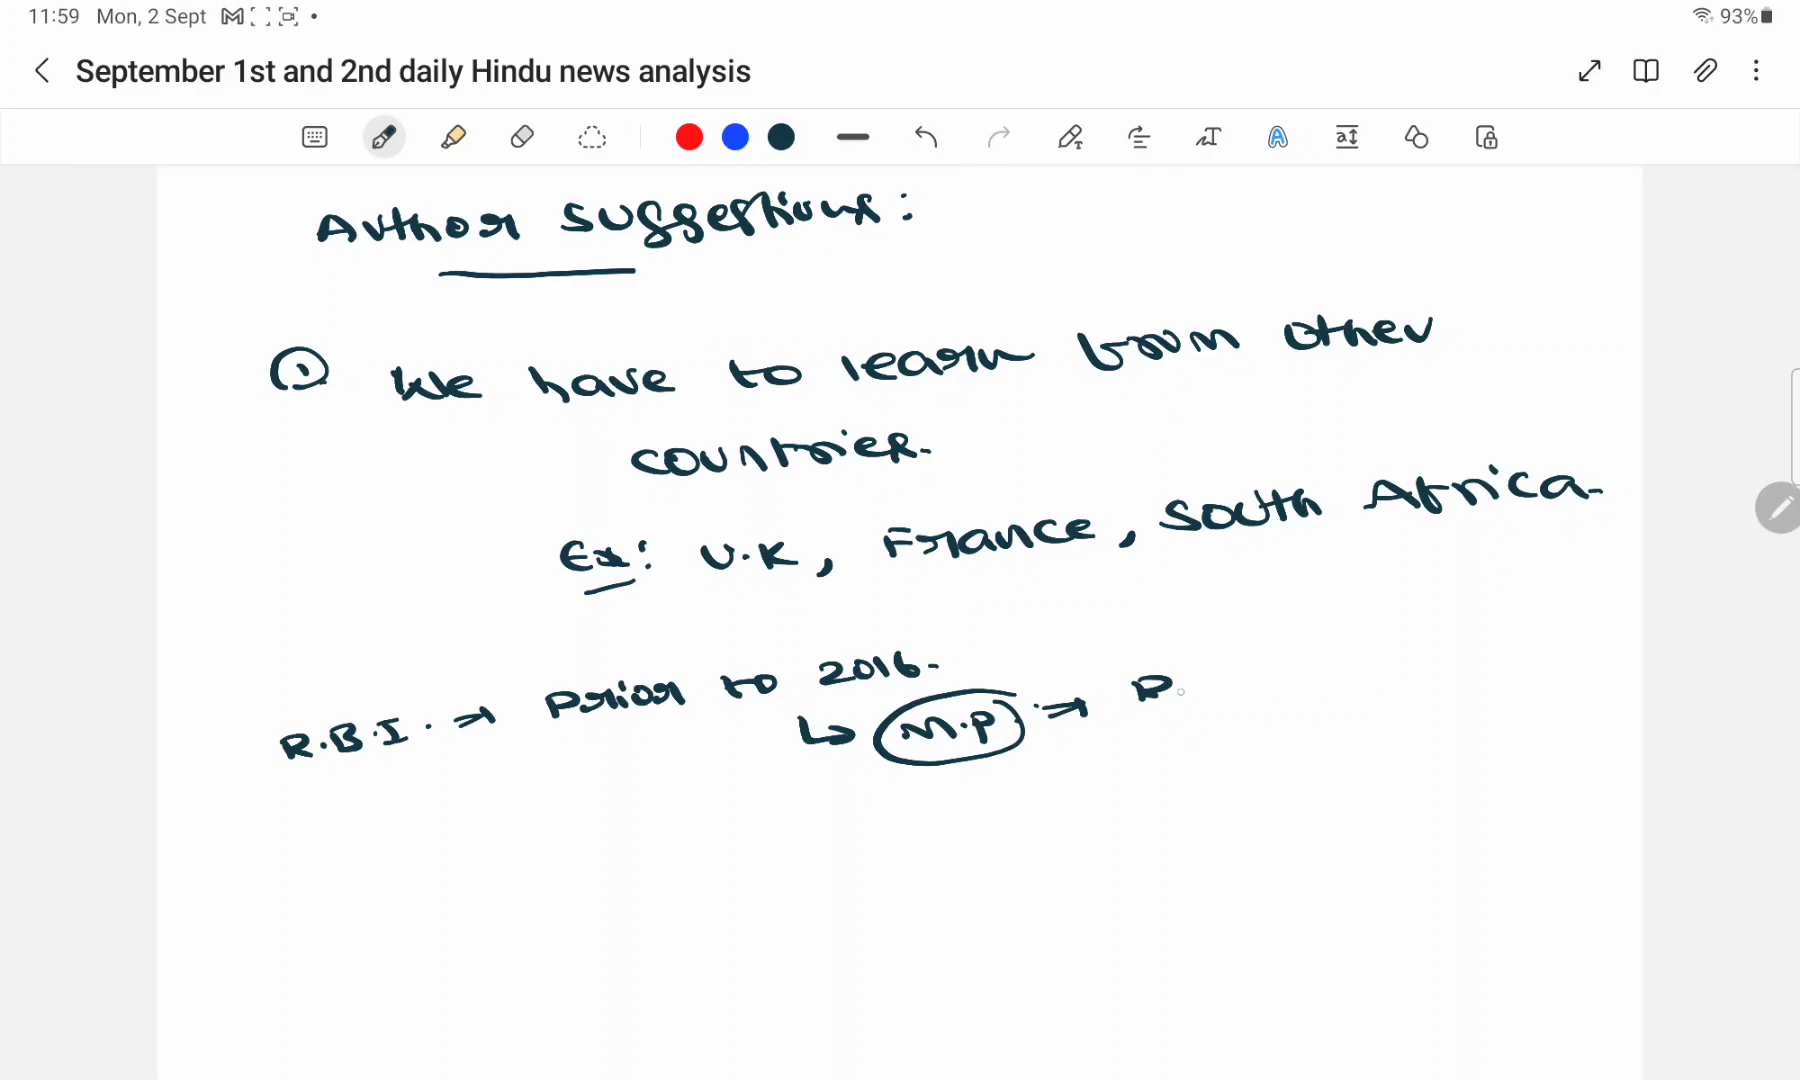 11:59 Mon, 2 Sept
93%
September 1st and 2nd daily Hindu news analysis
Author suggestions:
① We have to learn from other
countries.
Ex: U.K, France, South Africa.
R.B.I. → Prior to 2016.
↳ M.P → R